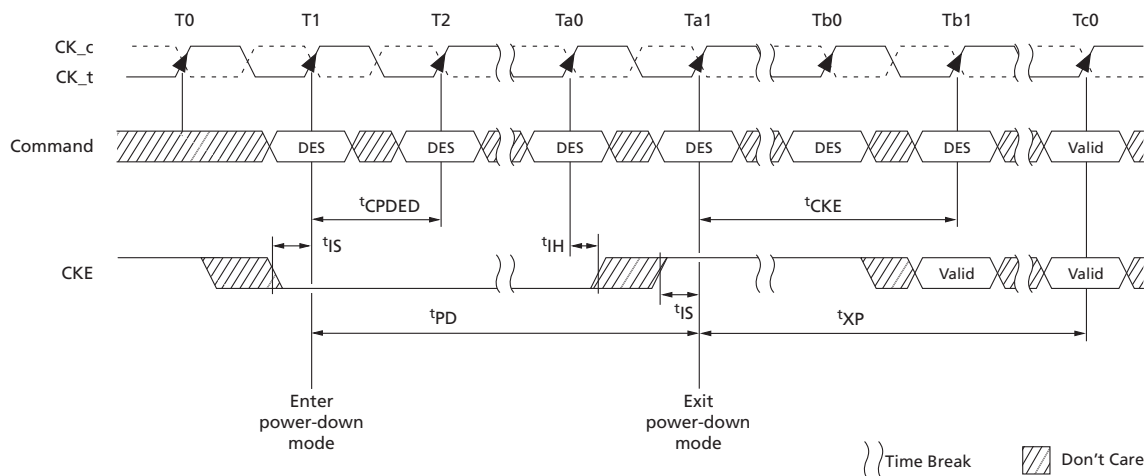 T0 T1 T2 Ta0 Ta1 Tb0 Tb1 Tc0
CK_c
CK_t
Command DES DES DES DES DES DES Valid
tCPDED tCKE
tIS tIH
CKE Valid Valid
tIS
tPD tXP
Enter
power-down
mode
Exit
power-down
mode
Time Break Don't Care